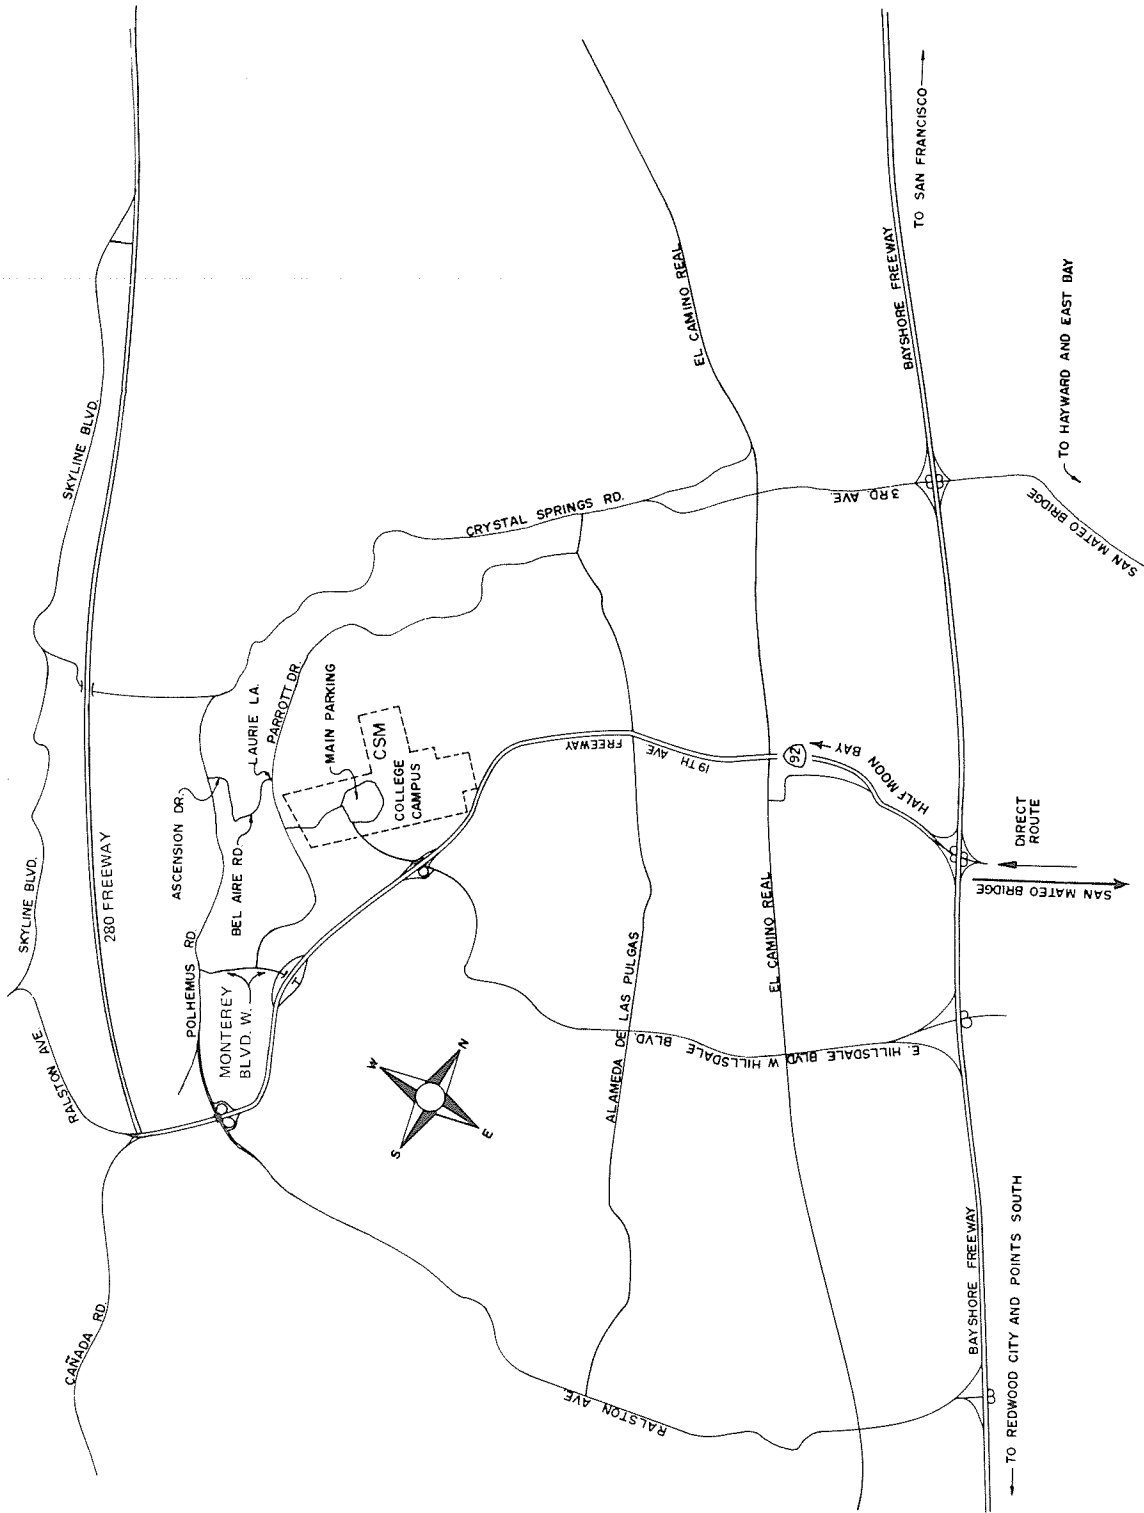 SKYLINE BLVD.
280 FREEWAY
SKYLINE BLVD.
RALSTON AVE.
CAÑADA RD.
POLHEMUS RD.
ASCENSION DR.
BEL AIRE RD.
LAURIE LA.
PARROTT DR.
MAIN PARKING
CSM
COLLEGE
CAMPUS
MONTEREY
BLVD. W.
CRYSTAL SPRINGS RD.
W
N
S
E
EL CAMINO REAL
BAYSHORE FREEWAY
TO SAN FRANCISCO
3RD. AVE.
TO HAYWARD AND EAST BAY
SAN MATEO BRIDGE
19TH AVE FREEWAY
92
HALF MOON BAY
DIRECT
ROUTE
SAN MATEO BRIDGE
EL CAMINO REAL
ALAMEDA DE LAS PULGAS
E. HILLSDALE BLVD W HILLSDALE BLVD.
RALSTON AVE.
BAYSHORE FREEWAY
TO REDWOOD CITY AND POINTS SOUTH